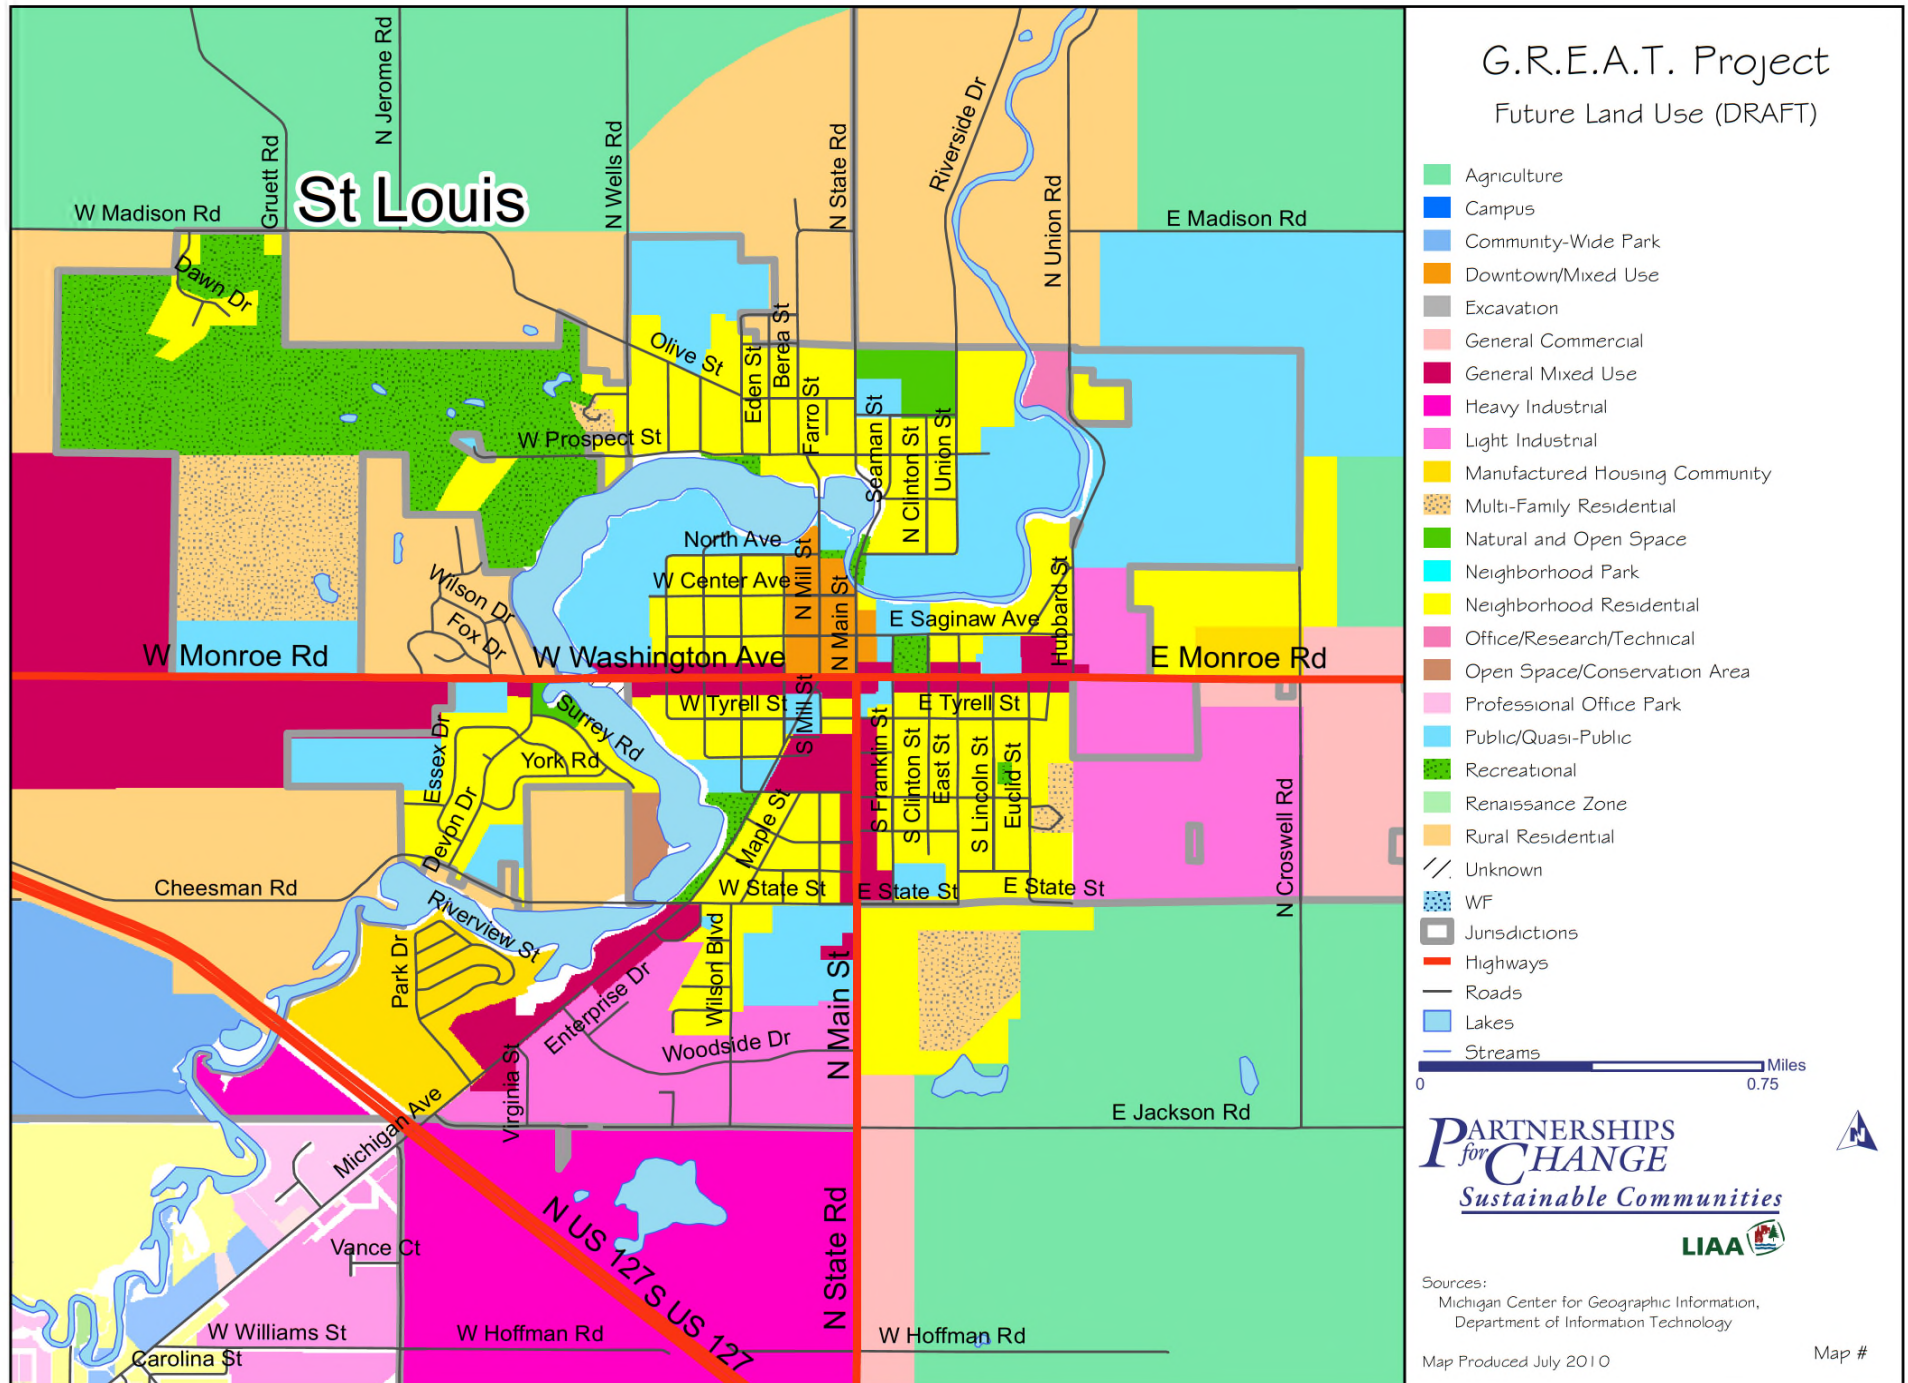 G.R.E.A.T. Project
Future Land Use (DRAFT)
Agriculture
Campus
Community-Wide Park
Downtown/Mixed Use
Excavation
General Commercial
General Mixed Use
Heavy Industrial
Light Industrial
Manufactured Housing Community
Multi-Family Residential
Natural and Open Space
Neighborhood Park
Neighborhood Residential
Office/Research/Technical
Open Space/Conservation Area
Professional Office Park
Public/Quasi-Public
Recreational
Renaissance Zone
Rural Residential
Unknown
WF
Jurisdictions
Highways
Roads
Lakes
Streams
Miles
0 0.75
PARTNERSHIPS
for CHANGE
Sustainable Communities
N
LIAA
Sources:
Michigan Center for Geographic Information,
Department of Information Technology
Map Produced July 2010
Map #
N Jerome Rd
Gruett Rd
N Wells Rd
N State Rd
Riverside Dr
N Union Rd
St Louis
W Madison Rd
E Madison Rd
Dawn Dr
Olive St
Eden St
Berea St
Farro St
Seaman St
N Clinton St
Union St
W Prospect St
North Ave
W Center Ave
N Mill St
N Main St
E Saginaw Ave
Hubbard St
Wilson Dr
Fox Dr
W Monroe Rd
W Washington Ave
E Monroe Rd
W Tyrell St
S Mill St
E Tyrell St
Surrey Rd
York Rd
Essex Dr
Devon Dr
Maple St
S Franklin St
S Clinton St
East St
S Lincoln St
Euclid St
N Croswell Rd
Cheesman Rd
W State St
E State St
E State St
Riverview St
Park Dr
Wilson Blvd
Enterprise Dr
Woodside Dr
N Main St
Virginia St
Michigan Ave
E Jackson Rd
Vance Ct
N US 127
S US 127
N State Rd
W Williams St
W Hoffman Rd
W Hoffman Rd
Carolina St